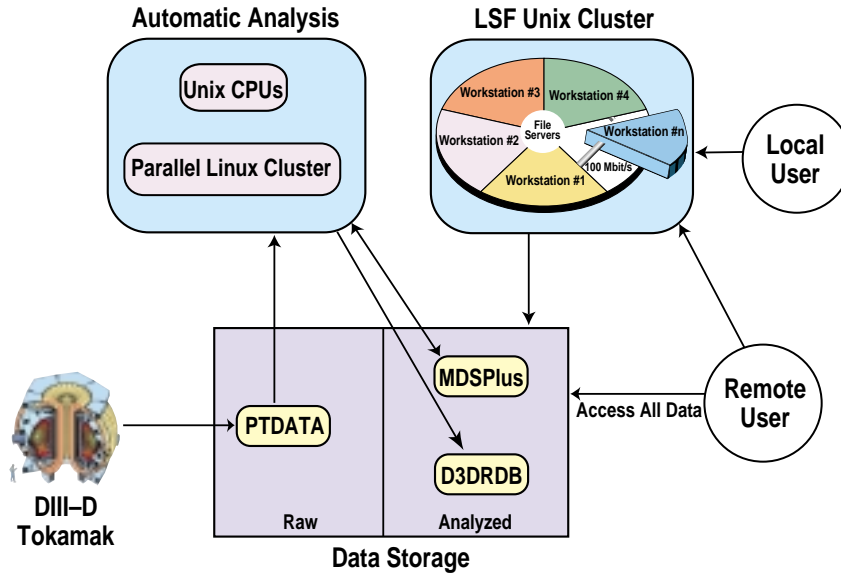 Automatic Analysis
LSF Unix Cluster
Unix CPUs
Parallel Linux Cluster
Workstation #3
Workstation #4
Workstation #2
File
Servers
Workstation #n
100 Mbit/s
Workstation #1
Local
User
MDSPlus
PTDATA
D3DRDB
Access All Data
Remote
User
DIII–D
Tokamak
Raw
Analyzed
Data Storage